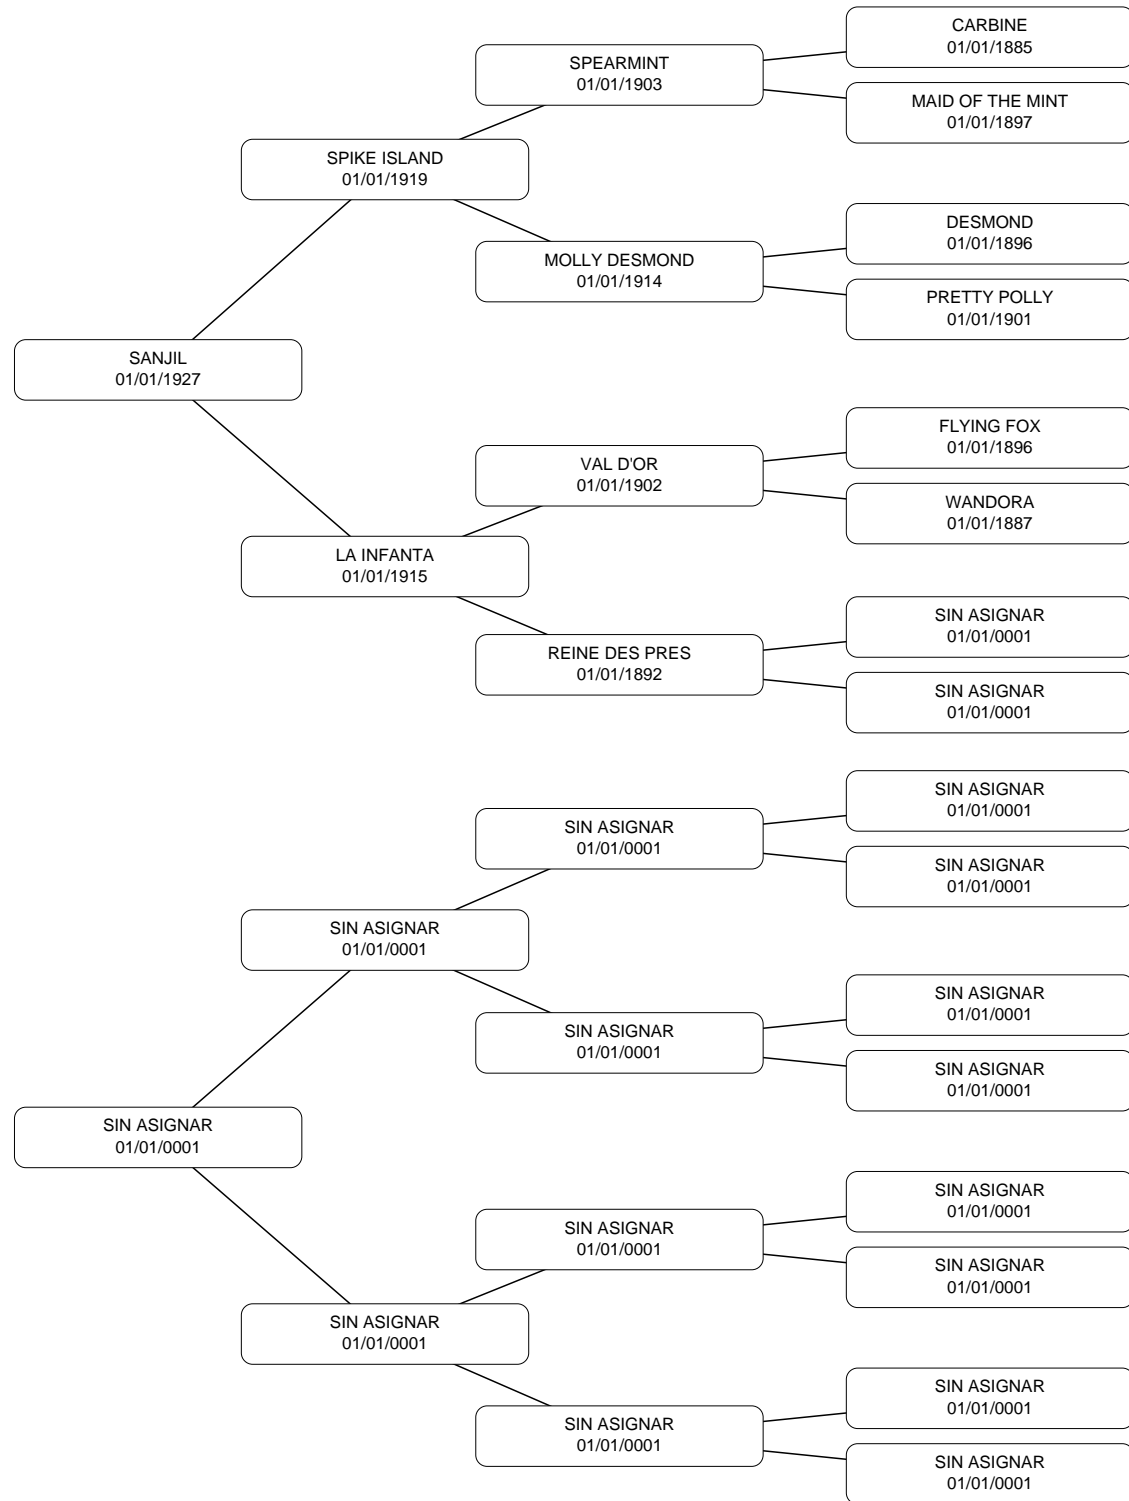 CARBINE
01/01/1885
SPEARMINT
01/01/1903
MAID OF THE MINT
01/01/1897
SPIKE ISLAND
01/01/1919
DESMOND
01/01/1896
MOLLY DESMOND
01/01/1914
PRETTY POLLY
01/01/1901
SANJIL
01/01/1927
FLYING FOX
01/01/1896
VAL D'OR
01/01/1902
WANDORA
01/01/1887
LA INFANTA
01/01/1915
SIN ASIGNAR
01/01/0001
REINE DES PRES
01/01/1892
SIN ASIGNAR
01/01/0001
SIN ASIGNAR
01/01/0001
SIN ASIGNAR
01/01/0001
SIN ASIGNAR
01/01/0001
SIN ASIGNAR
01/01/0001
SIN ASIGNAR
01/01/0001
SIN ASIGNAR
01/01/0001
SIN ASIGNAR
01/01/0001
SIN ASIGNAR
01/01/0001
SIN ASIGNAR
01/01/0001
SIN ASIGNAR
01/01/0001
SIN ASIGNAR
01/01/0001
SIN ASIGNAR
01/01/0001
SIN ASIGNAR
01/01/0001
SIN ASIGNAR
01/01/0001
SIN ASIGNAR
01/01/0001